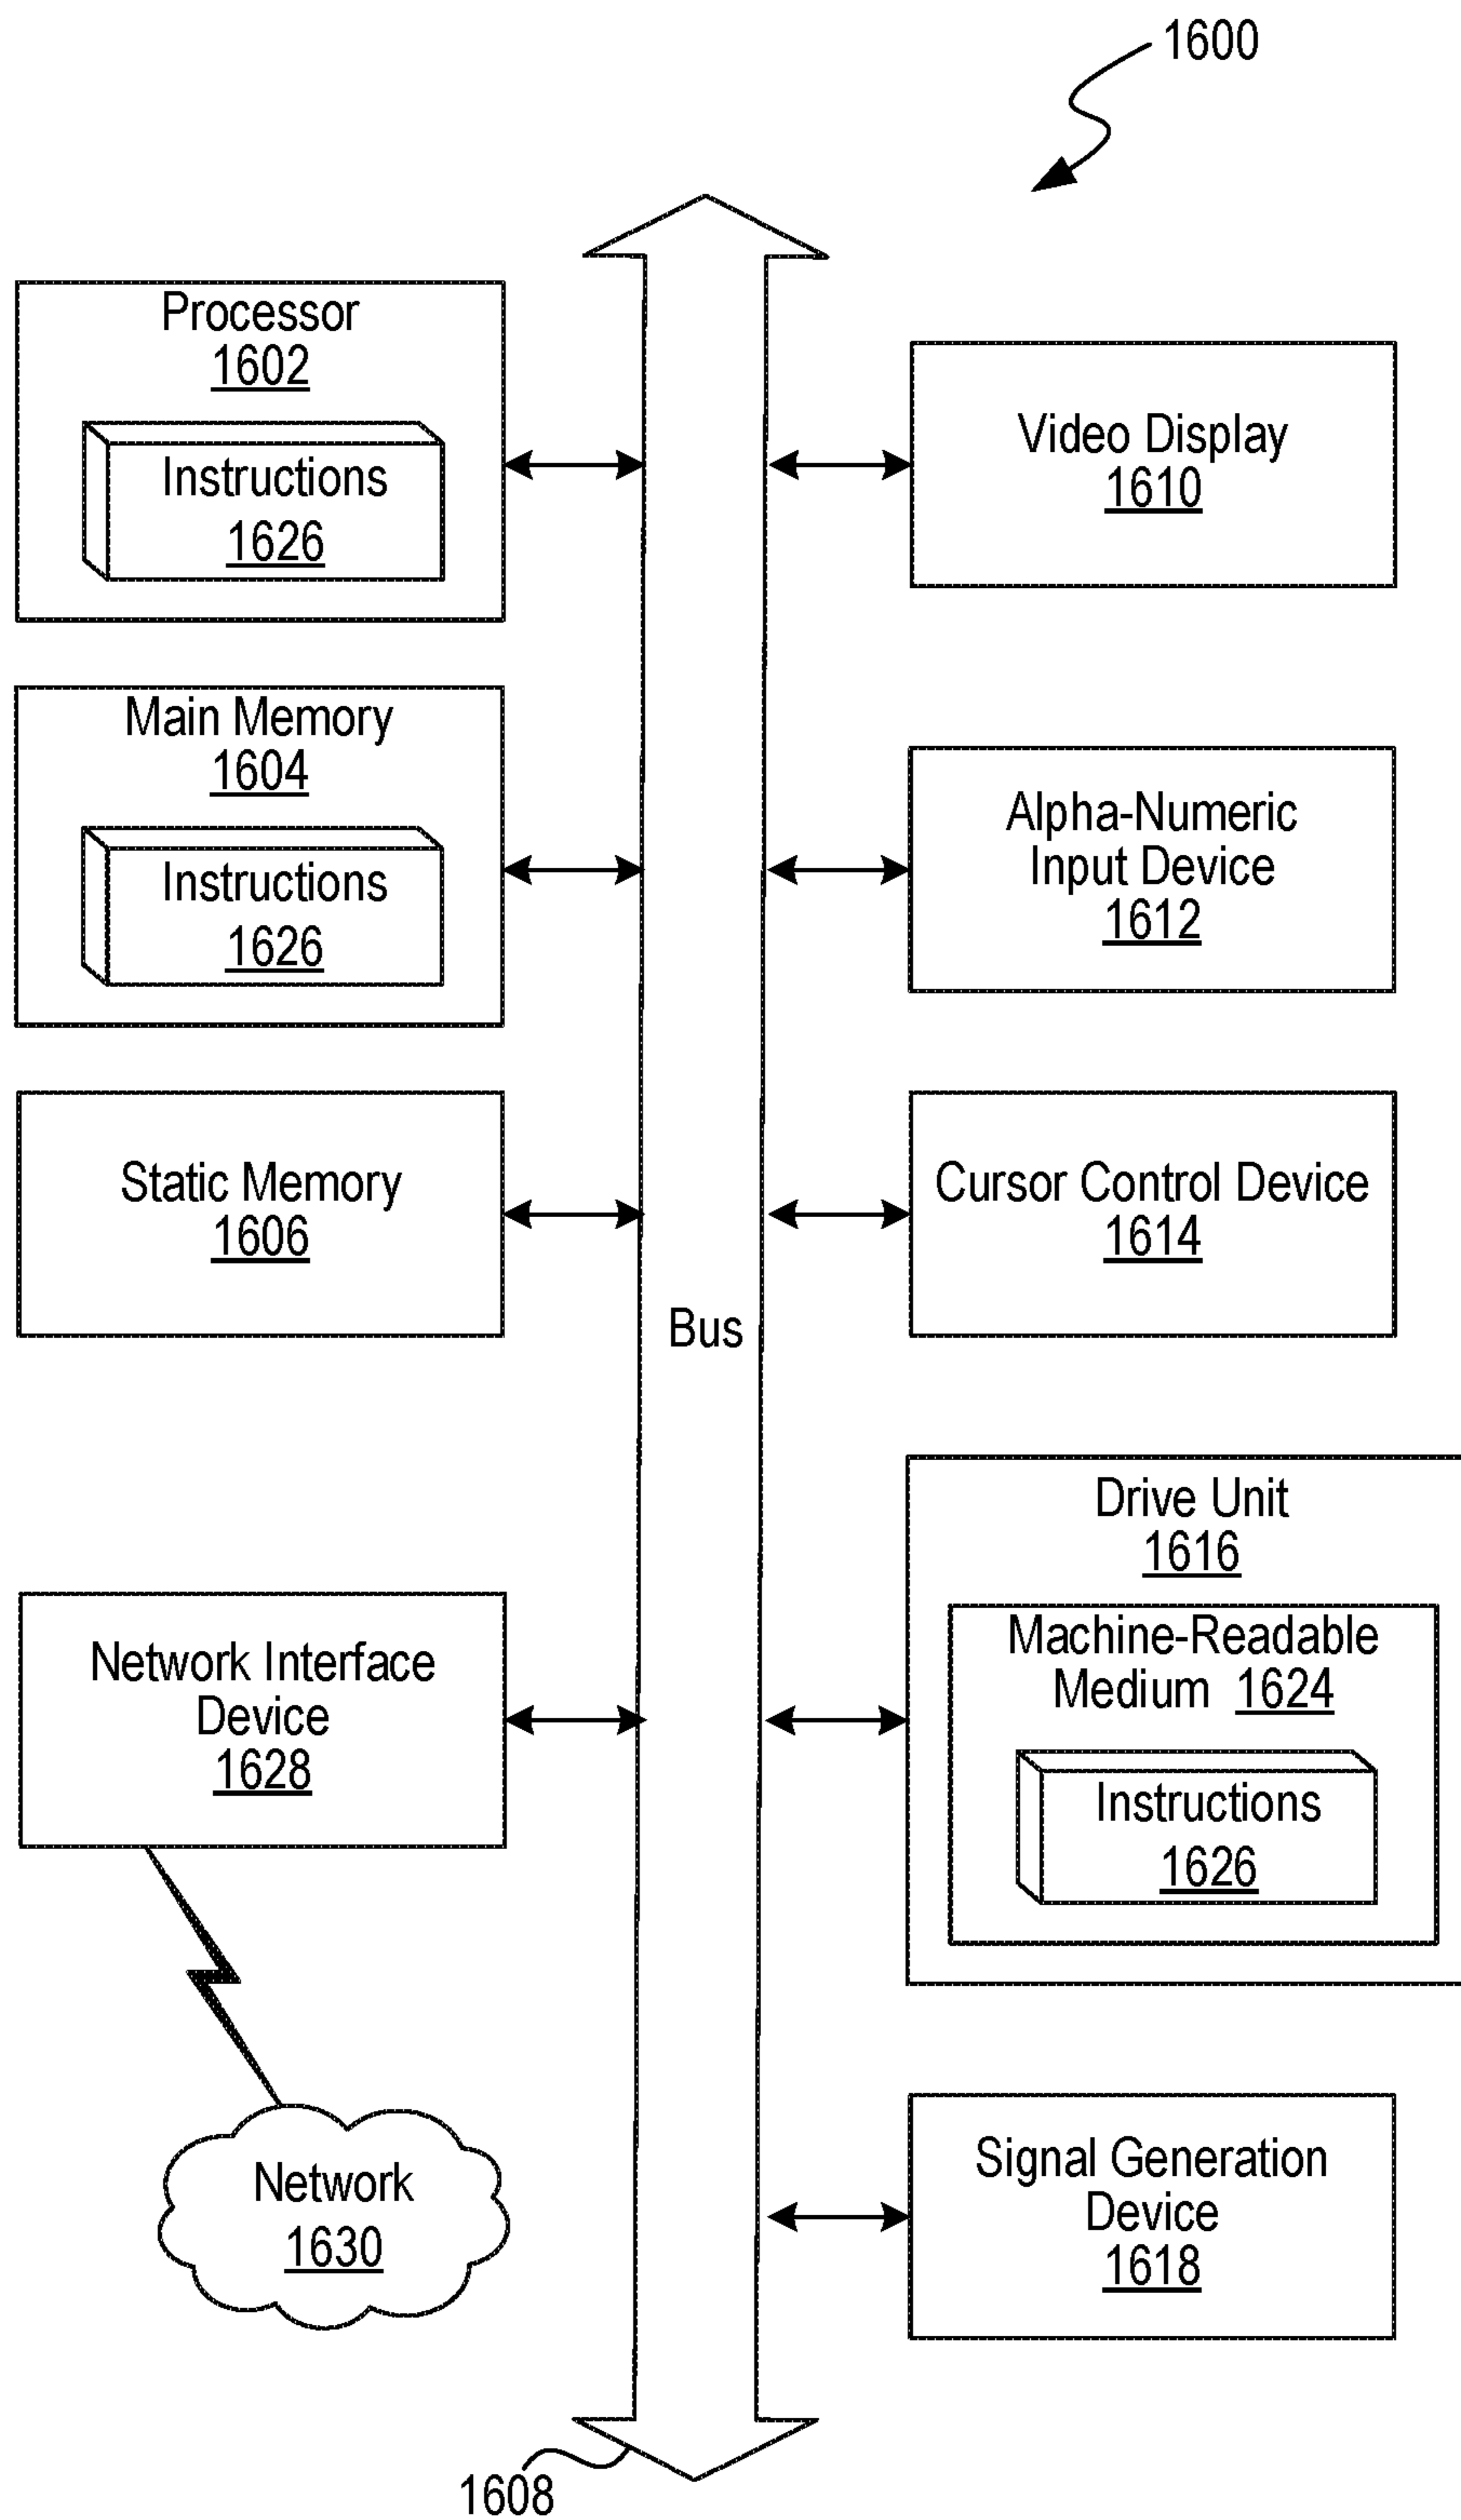 1600
Processor
1602
Instructions
1626
Video Display
1610
Main Memory
1604
Instructions
1626
Alpha-Numeric
Input Device
1612
Static Memory
1606
Cursor Control Device
1614
Bus
Drive Unit
1616
Machine-Readable
Medium 1624
Instructions
1626
Network Interface
Device
1628
Network
1630
Signal Generation
Device
1618
1608